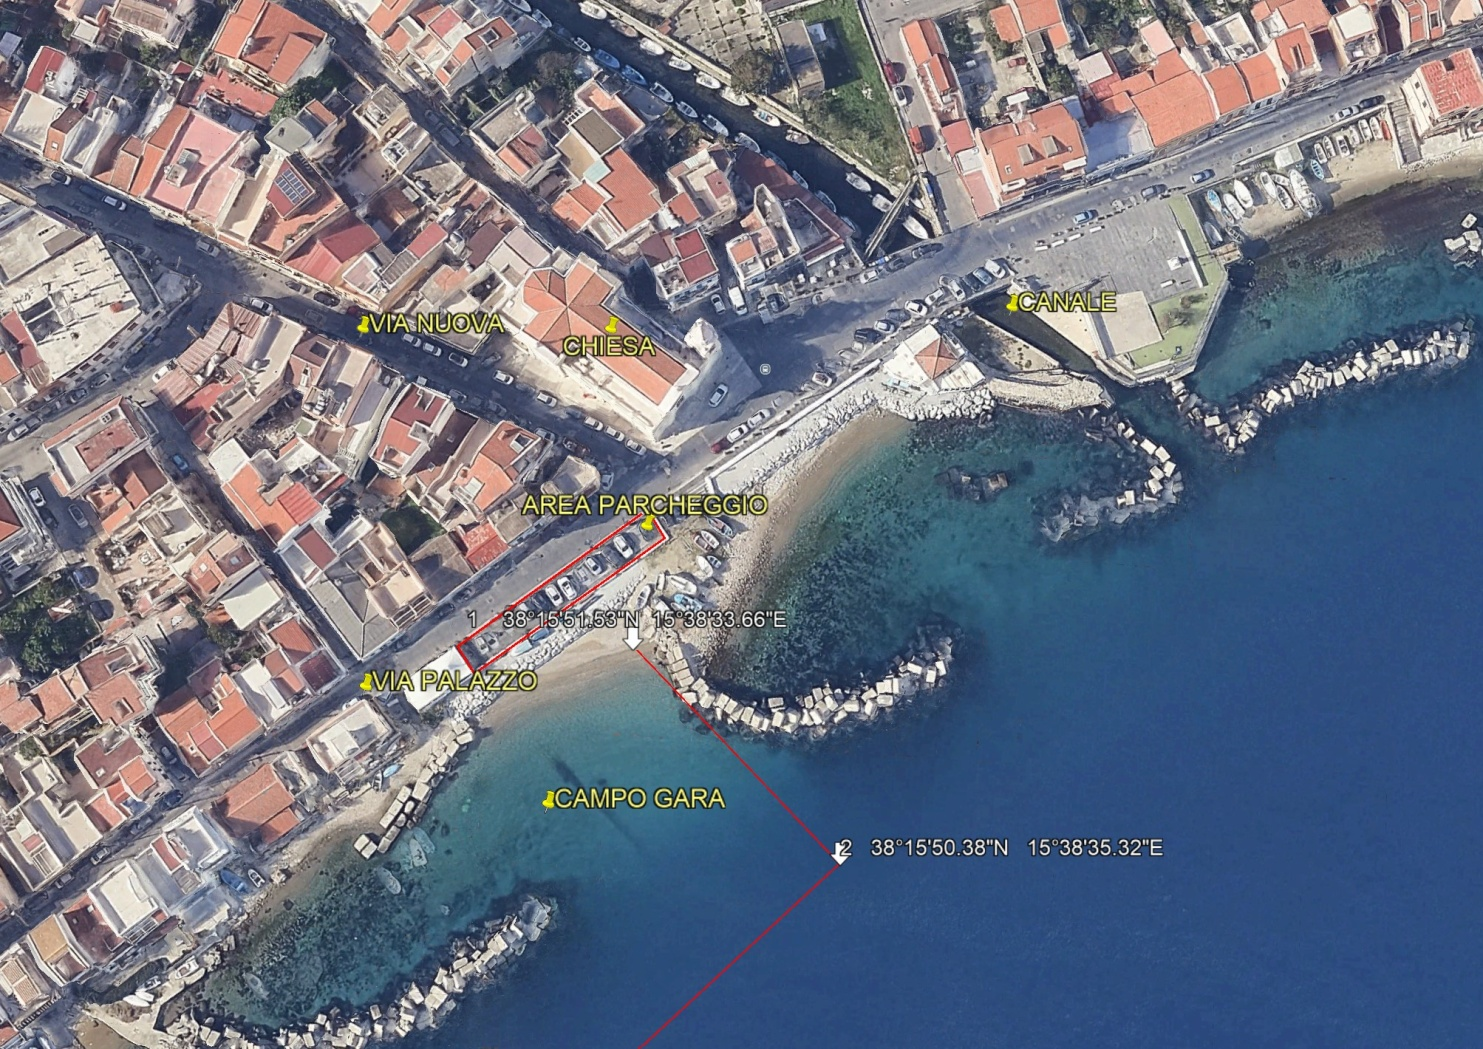 CANALE
VIA NUOVA
CHIESA
AREA PARCHEGGIO
1 38°15'51.53"N 15°38'33.66"E
VIA PALAZZO
CAMPO GARA
2 38°15'50.38"N 15°38'35.32"E